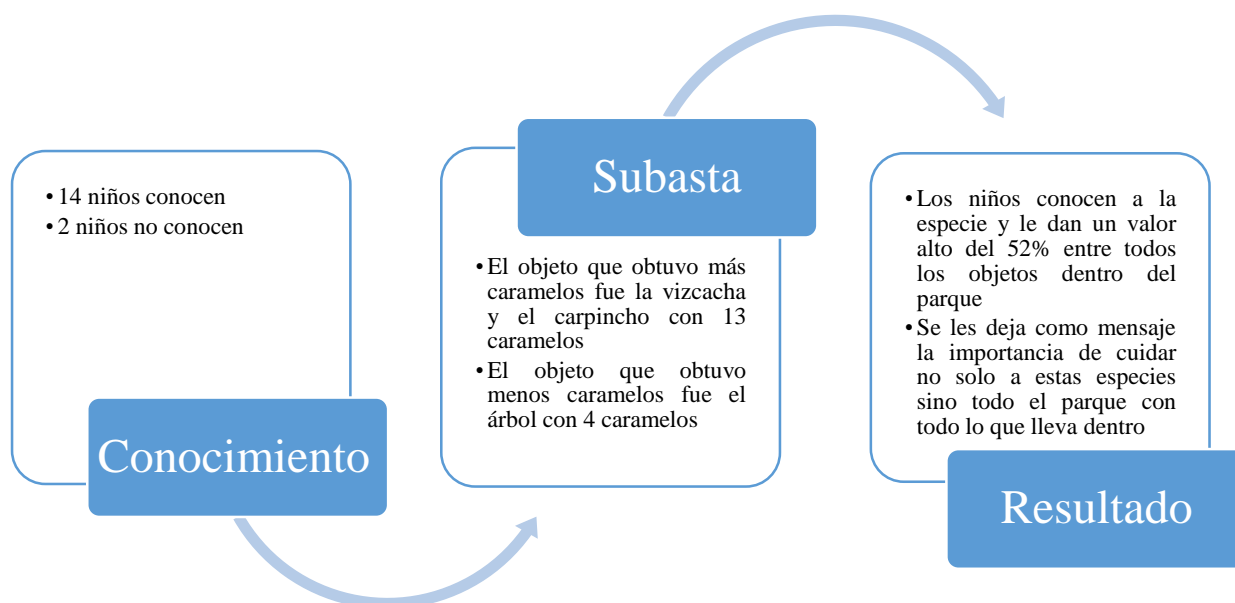 • 14 niños conocen
• 2 niños no conocen
Conocimiento
Subasta
• El objeto que obtuvo más
caramelos fue la vizcacha
y el carpincho con 13
caramelos
• El objeto que obtuvo
menos caramelos fue el
árbol con 4 caramelos
• Los niños conocen a la
especie y le dan un valor
alto del 52% entre todos
los objetos dentro del
parque
• Se les deja como mensaje
la importancia de cuidar
no solo a estas especies
sino todo el parque con
todo lo que lleva dentro
Resultado